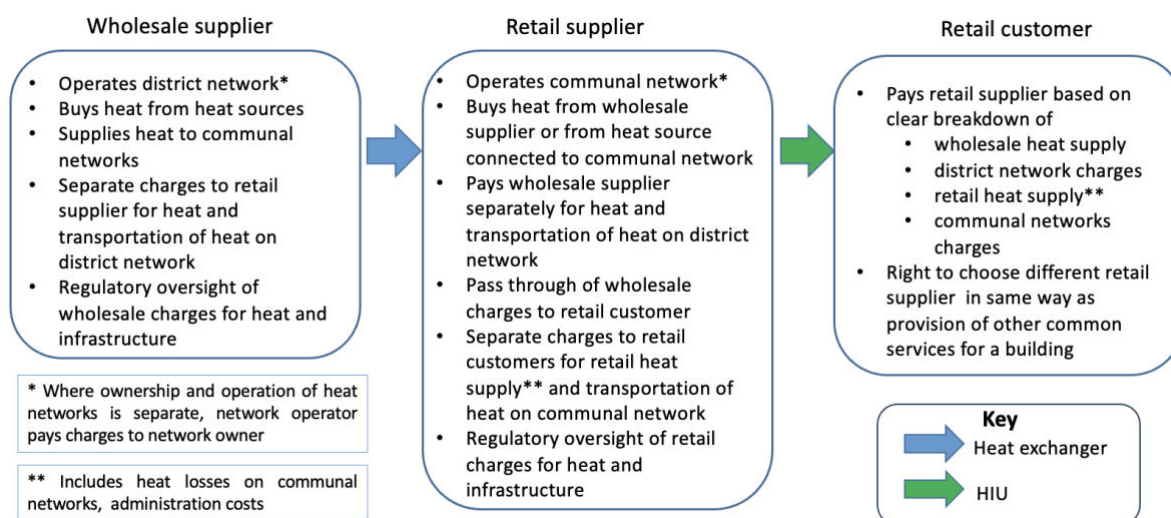 Wholesale supplier
• Operates district network*
• Buys heat from heat sources
• Supplies heat to communal
networks
• Separate charges to retail
supplier for heat and
transportation of heat on
district network
• Regulatory oversight of
wholesale charges for heat and
infrastructure
* Where ownership and operation of heat
networks is separate, network operator
pays charges to network owner
** Includes heat losses on communal
networks, administration costs
Retail supplier
• Operates communal network*
• Buys heat from wholesale
supplier or from heat source
connected to communal network
• Pays wholesale supplier
separately for heat and
transportation of heat on district
network
• Pass through of wholesale
charges to retail customer
• Separate charges to retail
customers for retail heat
supply** and transportation of
heat on communal network
• Regulatory oversight of retail
charges for heat and
infrastructure
Retail customer
• Pays retail supplier based on
clear breakdown of
• wholesale heat supply
• district network charges
• retail heat supply**
• communal networks
charges
• Right to choose different retail
supplier in same way as
provision of other common
services for a building
Key
Heat exchanger
HIU